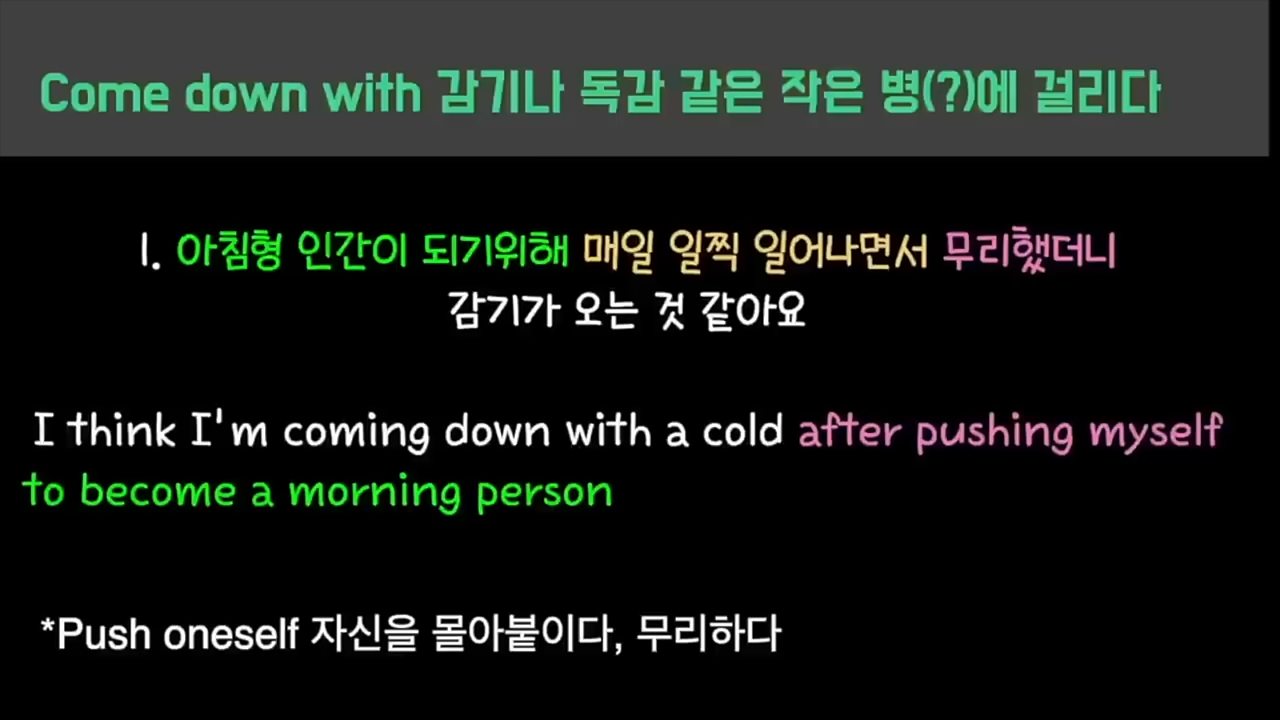 Come down with 감기나 독감 같은 작은 병(?)에 걸리다
1. 아침형 인간이 되기위해 매일 일찍 일어나면서 무리했더니
감기가 오는 것 같아요
I think I'm coming down with a cold after pushing myself
to become a morning person
*Push oneself 자신을 몰아붙이다, 무리하다